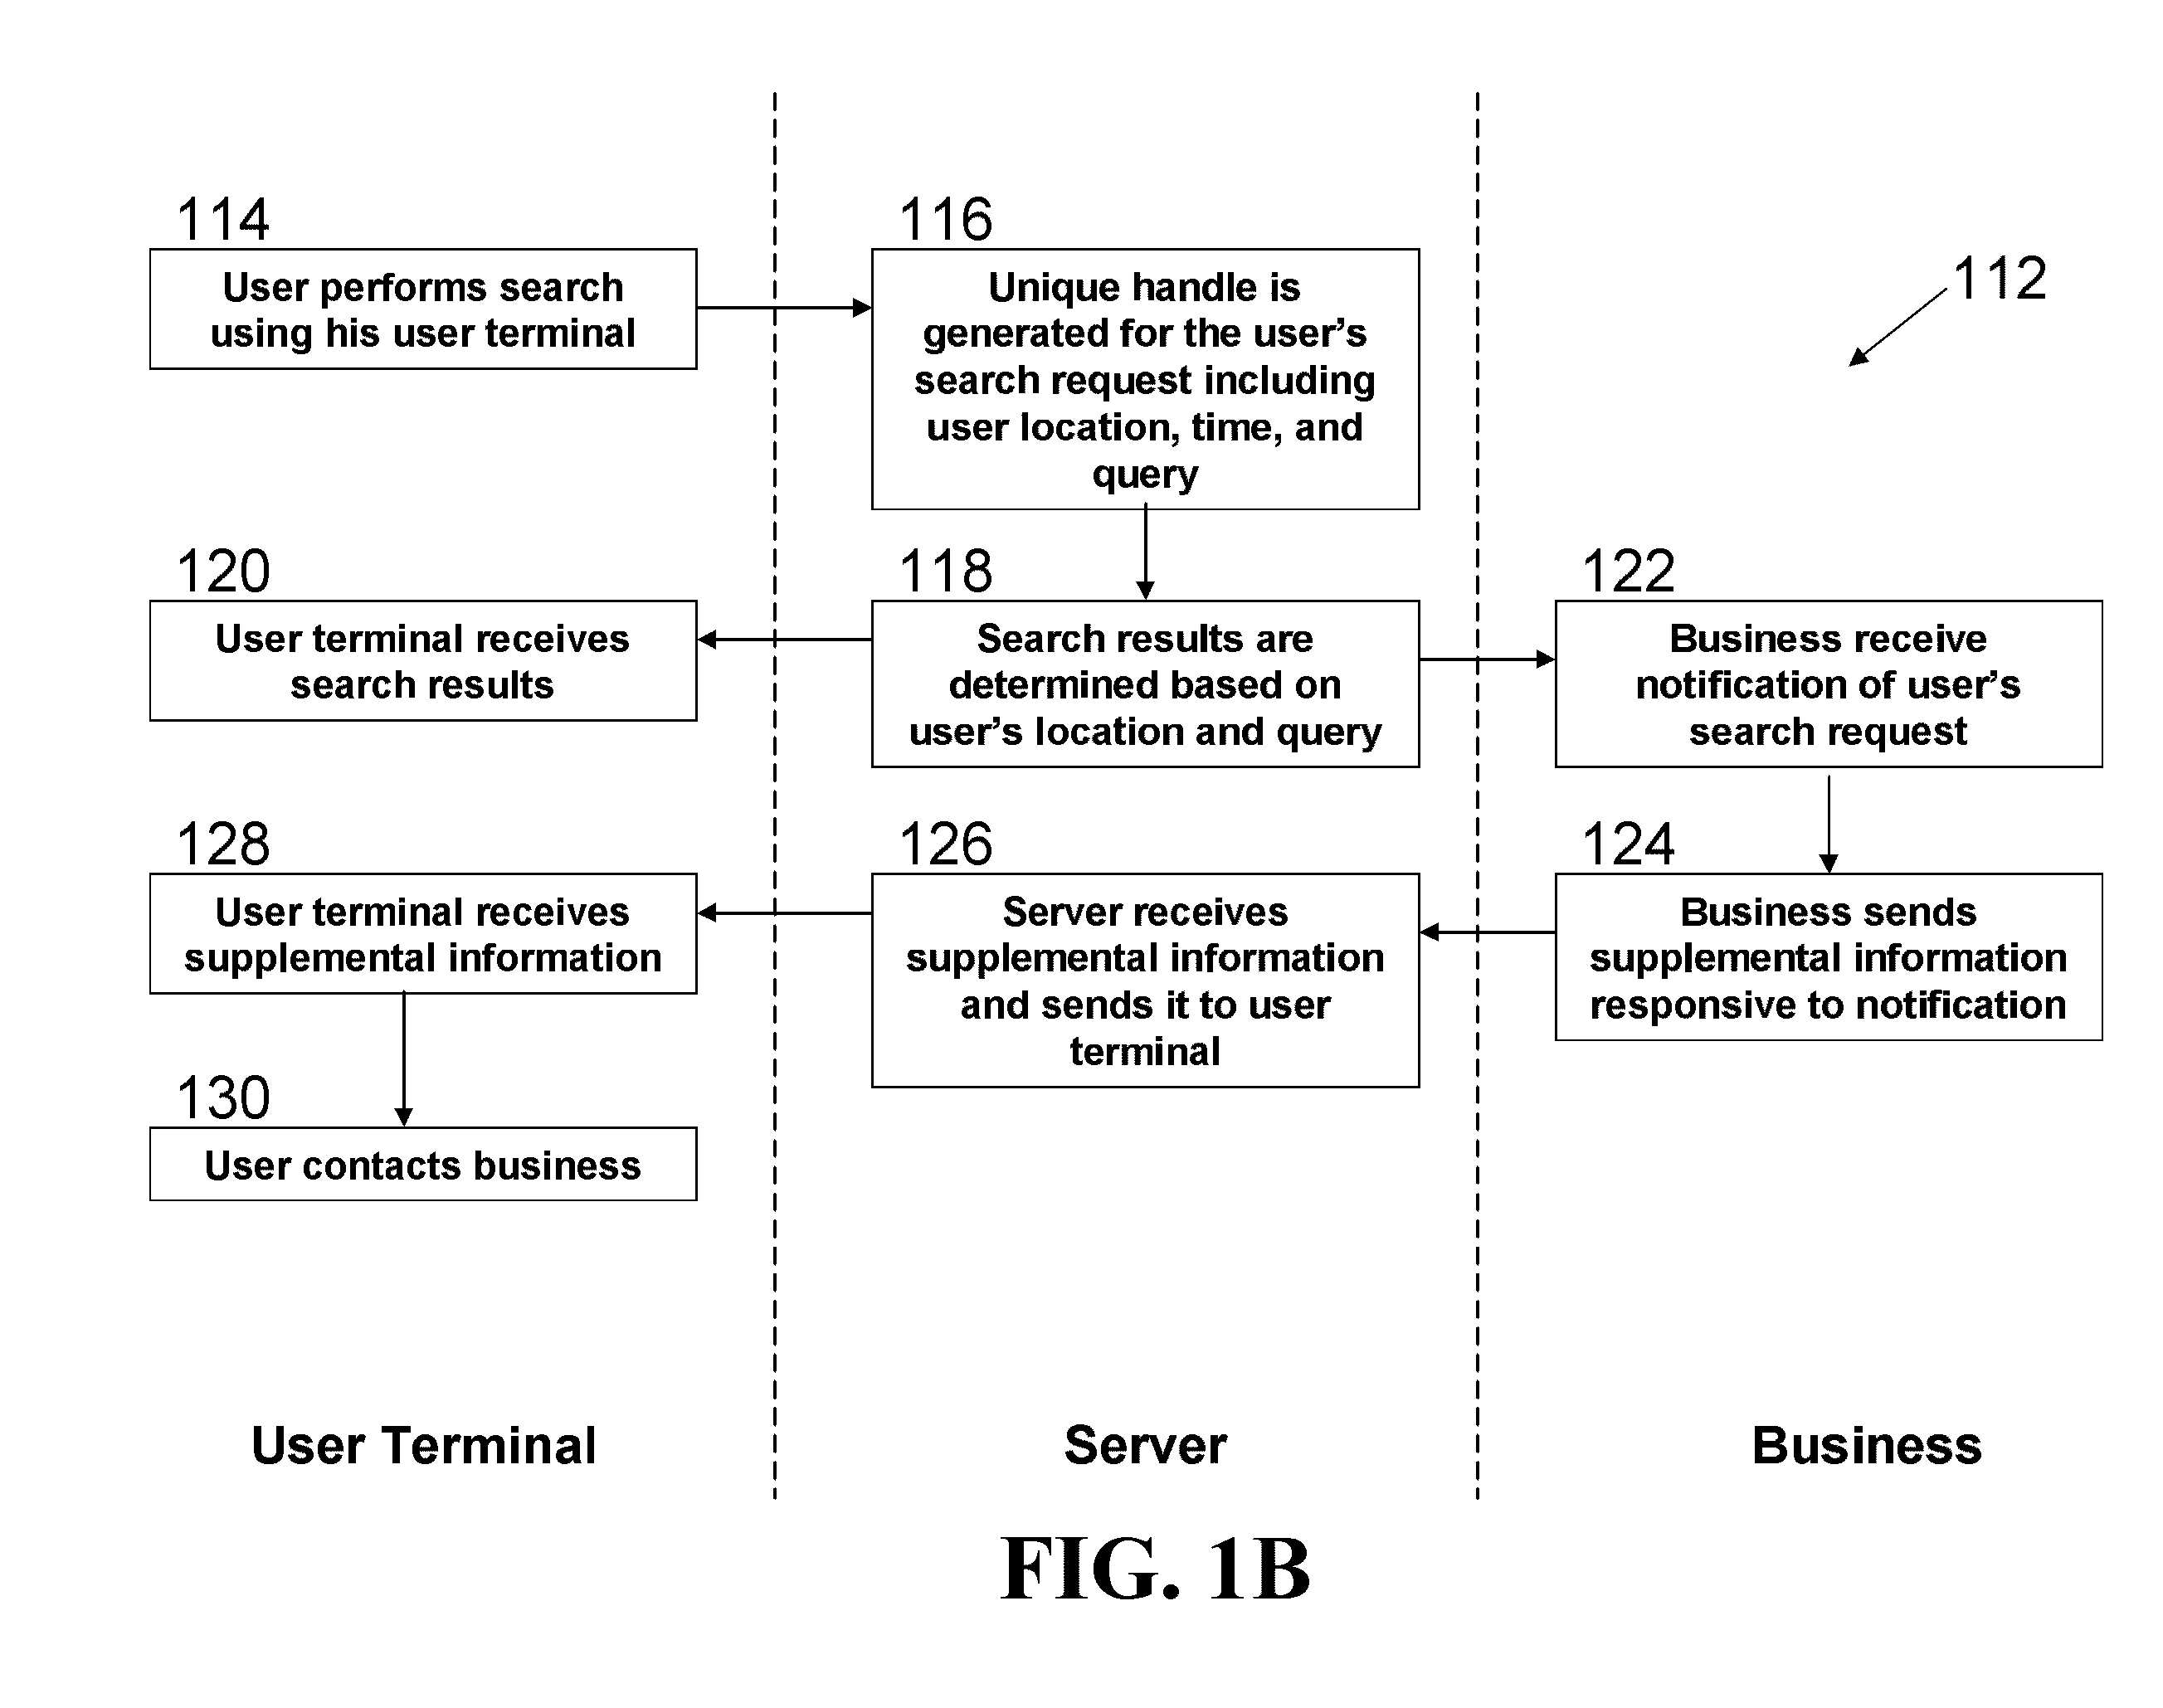 114
User performs search
using his user terminal
116
Unique handle is
generated for the user's
search request including
user location, time, and
query
112
120
User terminal receives
search results
118
Search results are
determined based on
user's location and query
122
Business receive
notification of user's
search request
128
User terminal receives
supplemental information
126
Server receives
supplemental information
and sends it to user
terminal
124
Business sends
supplemental information
responsive to notification
130
User contacts business
User Terminal
Server
Business
FIG. 1B